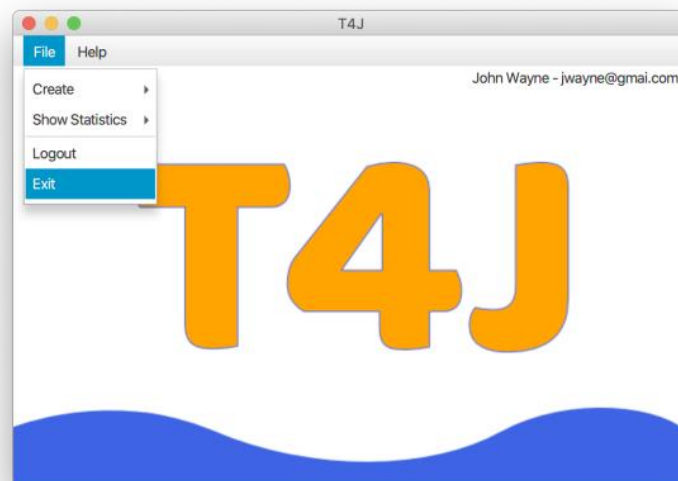 T4J
File Help
John Wayne - jwayne@gmai.com
Create
Show Statistics
Logout
Exit
T4J